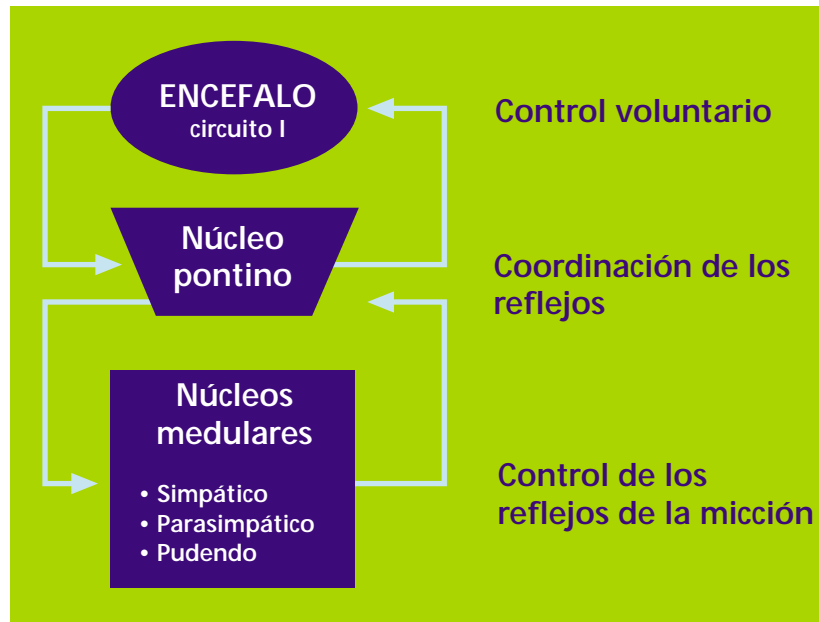 ENCEFALO
circuito I
Control voluntario
Núcleo
pontino
Coordinación de los
reflejos
Núcleos
medulares
• Simpático
• Parasimpático
• Pudendo
Control de los
reflejos de la micción